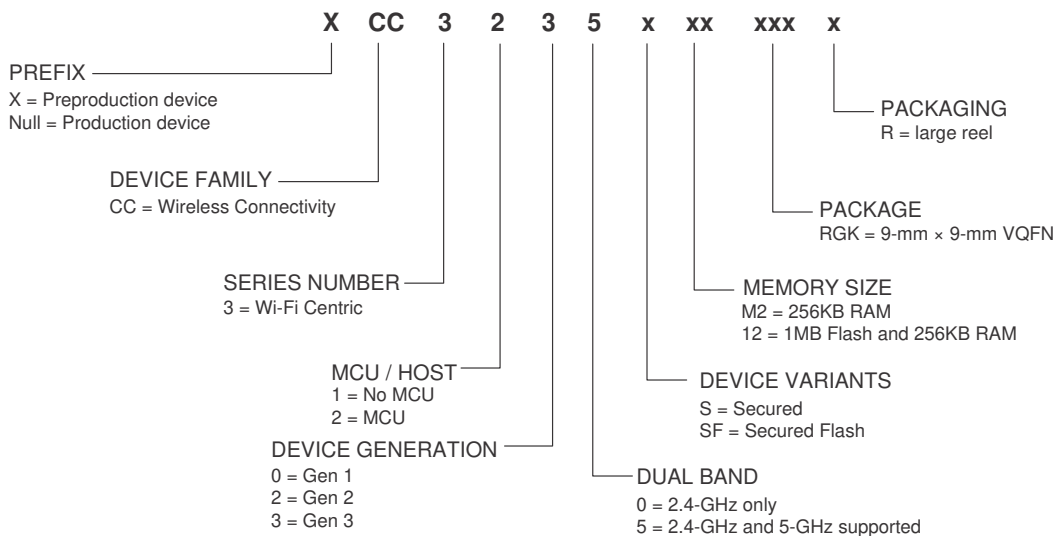 X CC 3 2 3 5 x xx xxx x
PREFIX
X = Preproduction device
Null = Production device
PACKAGING
R = large reel
DEVICE FAMILY
CC = Wireless Connectivity
PACKAGE
RGK = 9-mm × 9-mm VQFN
SERIES NUMBER
3 = Wi-Fi Centric
MEMORY SIZE
M2 = 256KB RAM
12 = 1MB Flash and 256KB RAM
MCU / HOST
1 = No MCU
2 = MCU
DEVICE VARIANTS
S = Secured
SF = Secured Flash
DEVICE GENERATION
0 = Gen 1
2 = Gen 2
3 = Gen 3
DUAL BAND
0 = 2.4-GHz only
5 = 2.4-GHz and 5-GHz supported